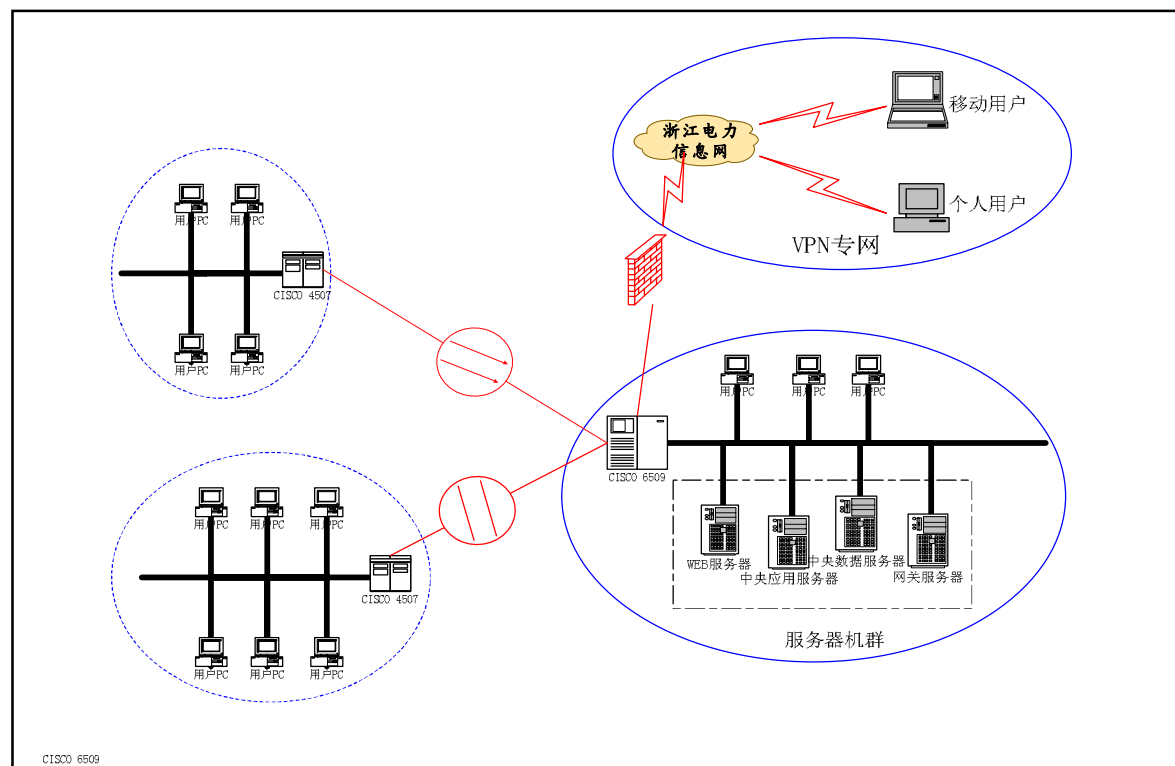 浙江电力
信息网
移动用户
个人用户
VPN专网
用户PC
用户PC
CISCO 4507
用户PC
用户PC
用户PC
用户PC
用户PC
CISCO 6509
WEB服务器
中央应用服务器
中央数据服务器
网关服务器
服务器机群
用户PC
用户PC
用户PC
CISCO 4507
用户PC
用户PC
用户PC
CISCO 6509